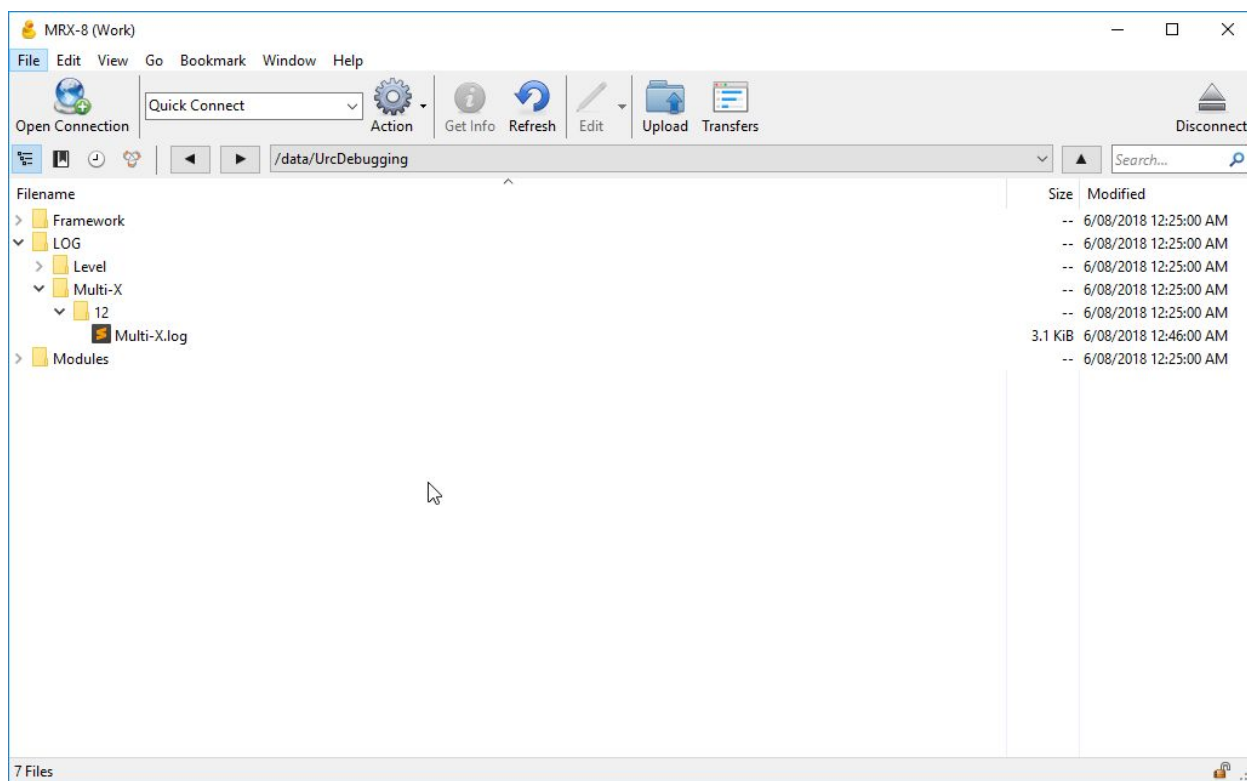 MRX-8 (Work)
File Edit View Go Bookmark Window Help
Open Connection Quick Connect Action Get Info Refresh Edit Upload Transfers Disconnect
/data/UrcDebugging Search...
Filename Size Modified
Framework -- 6/08/2018 12:25:00 AM
LOG -- 6/08/2018 12:25:00 AM
Level -- 6/08/2018 12:25:00 AM
Multi-X -- 6/08/2018 12:25:00 AM
12 -- 6/08/2018 12:25:00 AM
Multi-X.log 3.1 KiB 6/08/2018 12:46:00 AM
Modules -- 6/08/2018 12:25:00 AM
7 Files